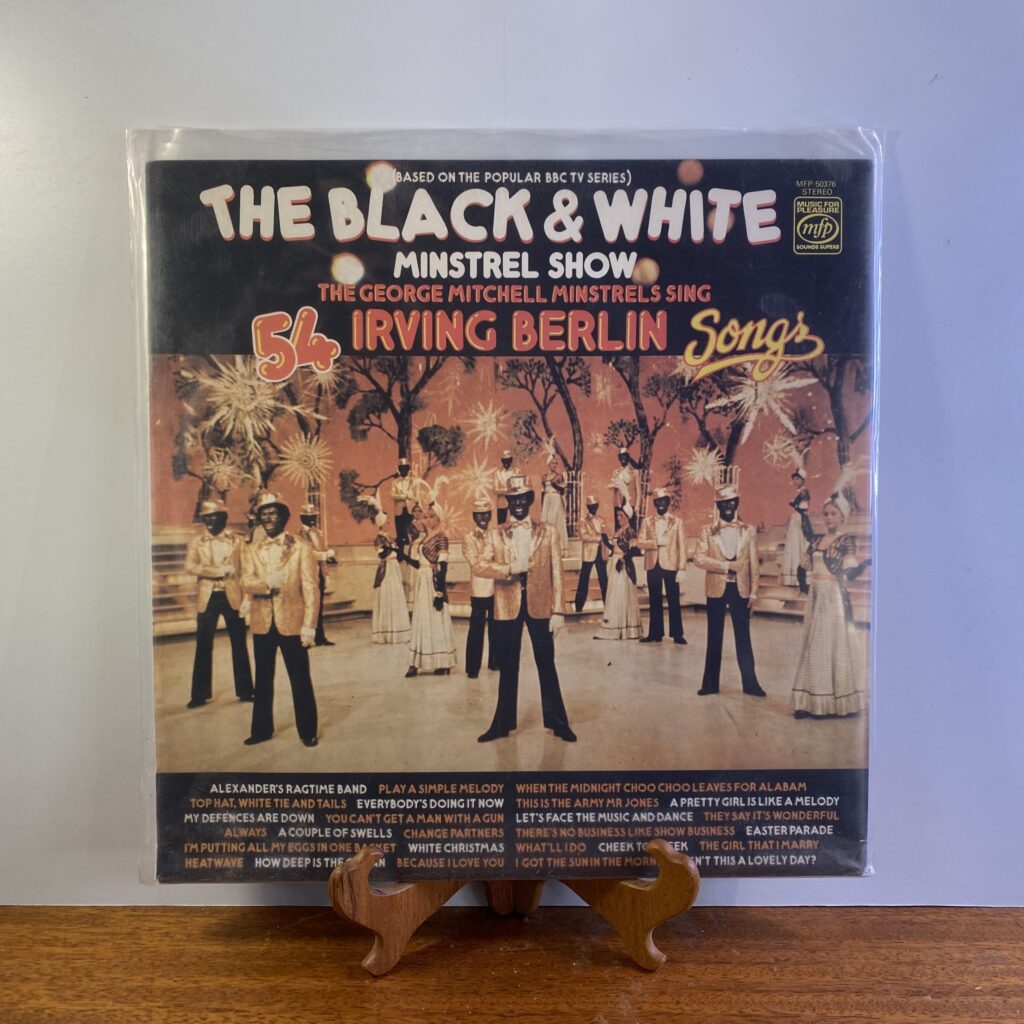 (BASED ON THE POPULAR BBC TV SERIES)
THE BLACK & WHITE
MINSTREL SHOW
MFP 50376
STEREO
MUSIC FOR
PLEASURE
mfp
SOUNDS SUPERB
THE GEORGE MITCHELL MINSTRELS SING
54 IRVING BERLIN Songs
ALEXANDER'S RAGTIME BAND PLAY A SIMPLE MELODY WHEN THE MIDNIGHT CHOO CHOO LEAVES FOR ALABAM
TOP HAT, WHITE TIE AND TAILS EVERYBODY'S DOING IT NOW THIS IS THE ARMY MR JONES A PRETTY GIRL IS LIKE A MELODY
MY DEFENCES ARE DOWN YOU CAN'T GET A MAN WITH A GUN LET'S FACE THE MUSIC AND DANCE THEY SAY IT'S WONDERFUL
ALWAYS A COUPLE OF SWELLS CHANGE PARTNERS THERE'S NO BUSINESS LIKE SHOW BUSINESS EASTER PARADE
I'M PUTTING ALL MY EGGS IN ONE BASKET WHITE CHRISTMAS WHAT'LL I DO CHEEK TO CHEEK THE GIRL THAT I MARRY
HEATWAVE HOW DEEP IS THE BECAUSE I LOVE YOU I GOT THE SUN IN THE MORN N'T THIS A LOVELY DAY?